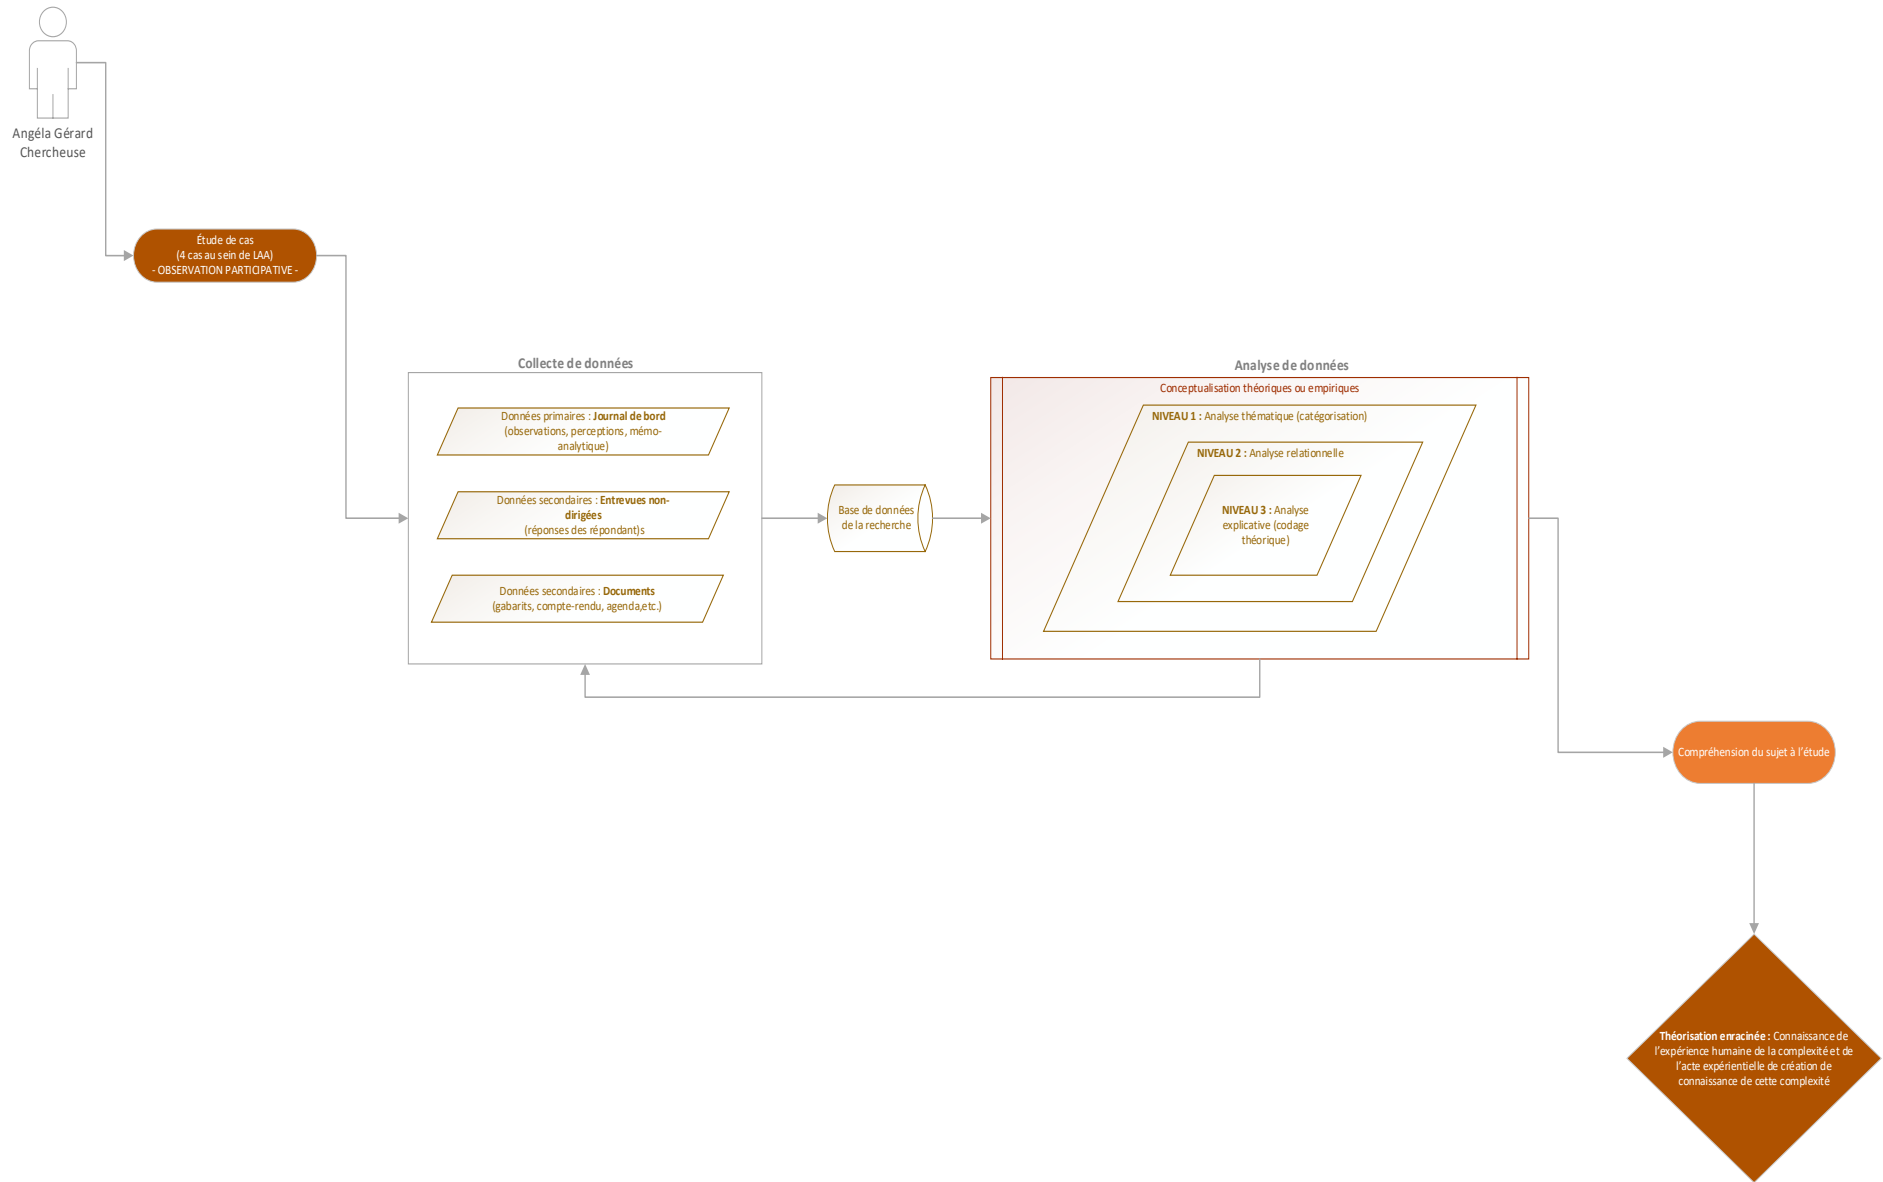 Angéla Gérard
Chercheuse
Étude de cas
(4 cas au sein de LAA)
- OBSERVATION PARTICIPATIVE -
Collecte de données
Données primaires : Journal de bord
(observations, perceptions, mémo-
analytique)
Données secondaires : Entrevues non-
dirigées
(réponses des répondant)s
Données secondaires : Documents
(gabarits, compte-rendu, agenda,etc.)
Base de données
de la recherche
Analyse de données
Conceptualisation théoriques ou empiriques
NIVEAU 1 : Analyse thématique (catégorisation)
NIVEAU 2 : Analyse relationnelle
NIVEAU 3 : Analyse
explicative (codage
théorique)
Compréhension du sujet à l'étude
Théorisation enracinée : Connaissance de
l'expérience humaine de la complexité et de
l'acte expérientielle de création de
connaissance de cette complexité